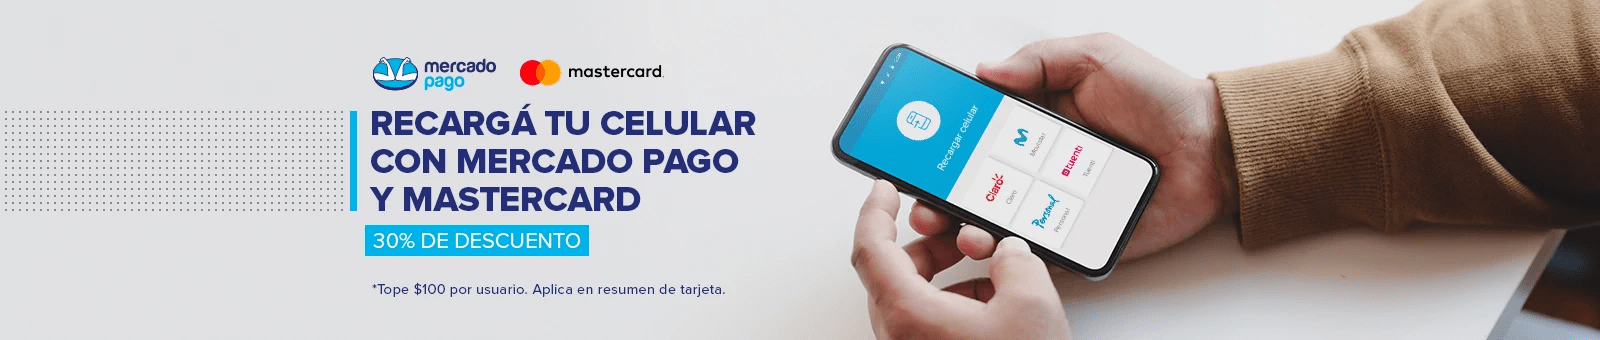 mercado
pago
mastercard.
RECARGÁ TU CELULAR
CON MERCADO PAGO
Y MASTERCARD
30% DE DESCUENTO
*Tope $100 por usuario. Aplica en resumen de tarjeta.
Recargar celular
Movistar
tuenti
Tuenti
Claro
Claro
Personal
Personal